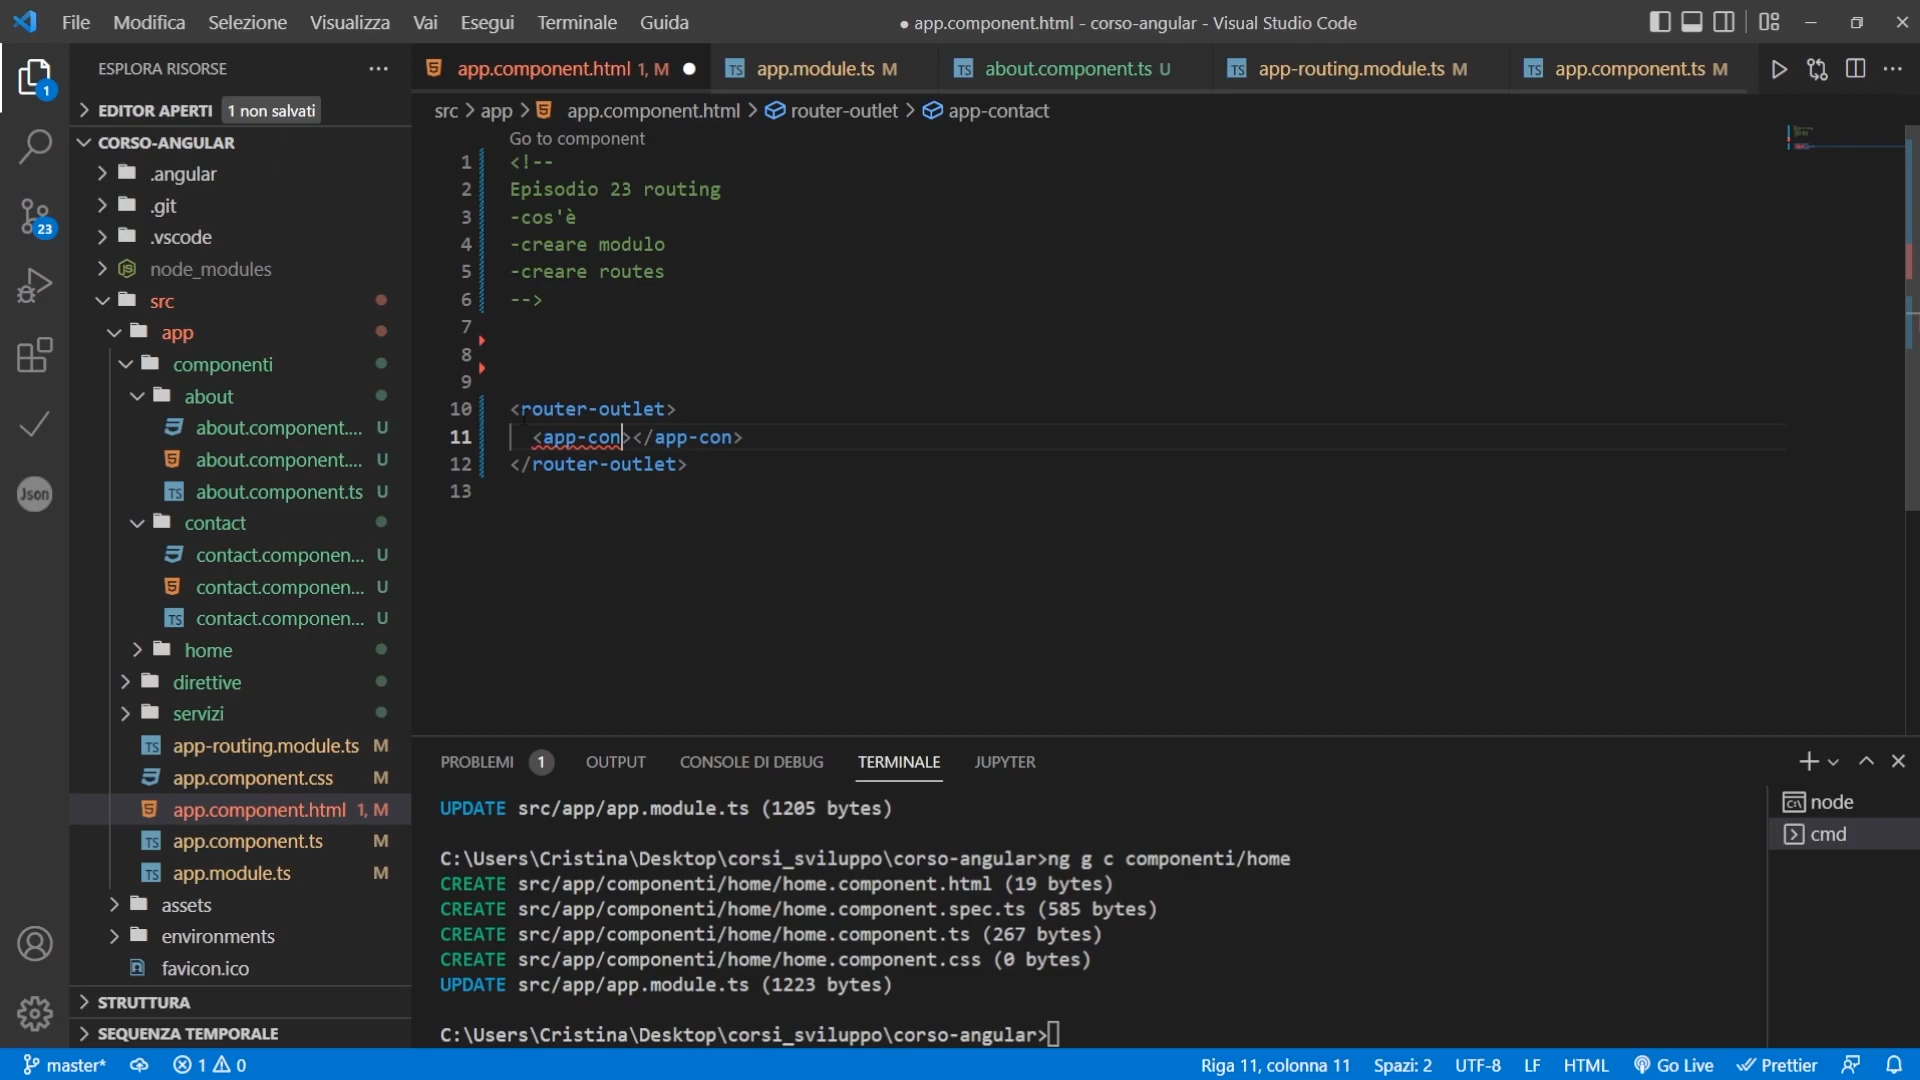 File Modifica Selezione Visualizza Vai Esegui Terminale Guida
● app.component.html - corso-angular - Visual Studio Code
ESPLORA RISORSE
EDITOR APERTI 1 non salvati
CORSO-ANGULAR
.angular
.git
.vscode
node_modules
src
app
componenti
about
about.component.... U
about.component.... U
about.component.ts U
contact
contact.componen... U
contact.componen... U
contact.componen... U
home
direttive
servizi
app-routing.module.ts M
app.component.css M
app.component.html 1, M
app.component.ts M
app.module.ts M
assets
environments
favicon.ico
STRUTTURA
SEQUENZA TEMPORALE
1
23
Json
app.component.html 1, M
app.module.ts M
about.component.ts U
app-routing.module.ts M
app.component.ts M
src > app > app.component.html > router-outlet > app-contact
Go to component
1 <!--
2 Episodio 23 routing
3 -cos'è
4 -creare modulo
5 -creare routes
6 -->
7
8
9
10 <router-outlet>
11 <app-con></app-con>
12 </router-outlet>
13
PROBLEMI 1 OUTPUT CONSOLE DI DEBUG TERMINALE JUPYTER
UPDATE src/app/app.module.ts (1205 bytes)
C:\Users\Cristina\Desktop\corsi_sviluppo\corso-angular>ng g c componenti/home
CREATE src/app/componenti/home/home.component.html (19 bytes)
CREATE src/app/componenti/home/home.component.spec.ts (585 bytes)
CREATE src/app/componenti/home/home.component.ts (267 bytes)
CREATE src/app/componenti/home/home.component.css (0 bytes)
UPDATE src/app/app.module.ts (1223 bytes)
C:\Users\Cristina\Desktop\corsi_sviluppo\corso-angular>
node
cmd
master* 1 0 Riga 11, colonna 11 Spazi: 2 UTF-8 LF HTML Go Live Prettier